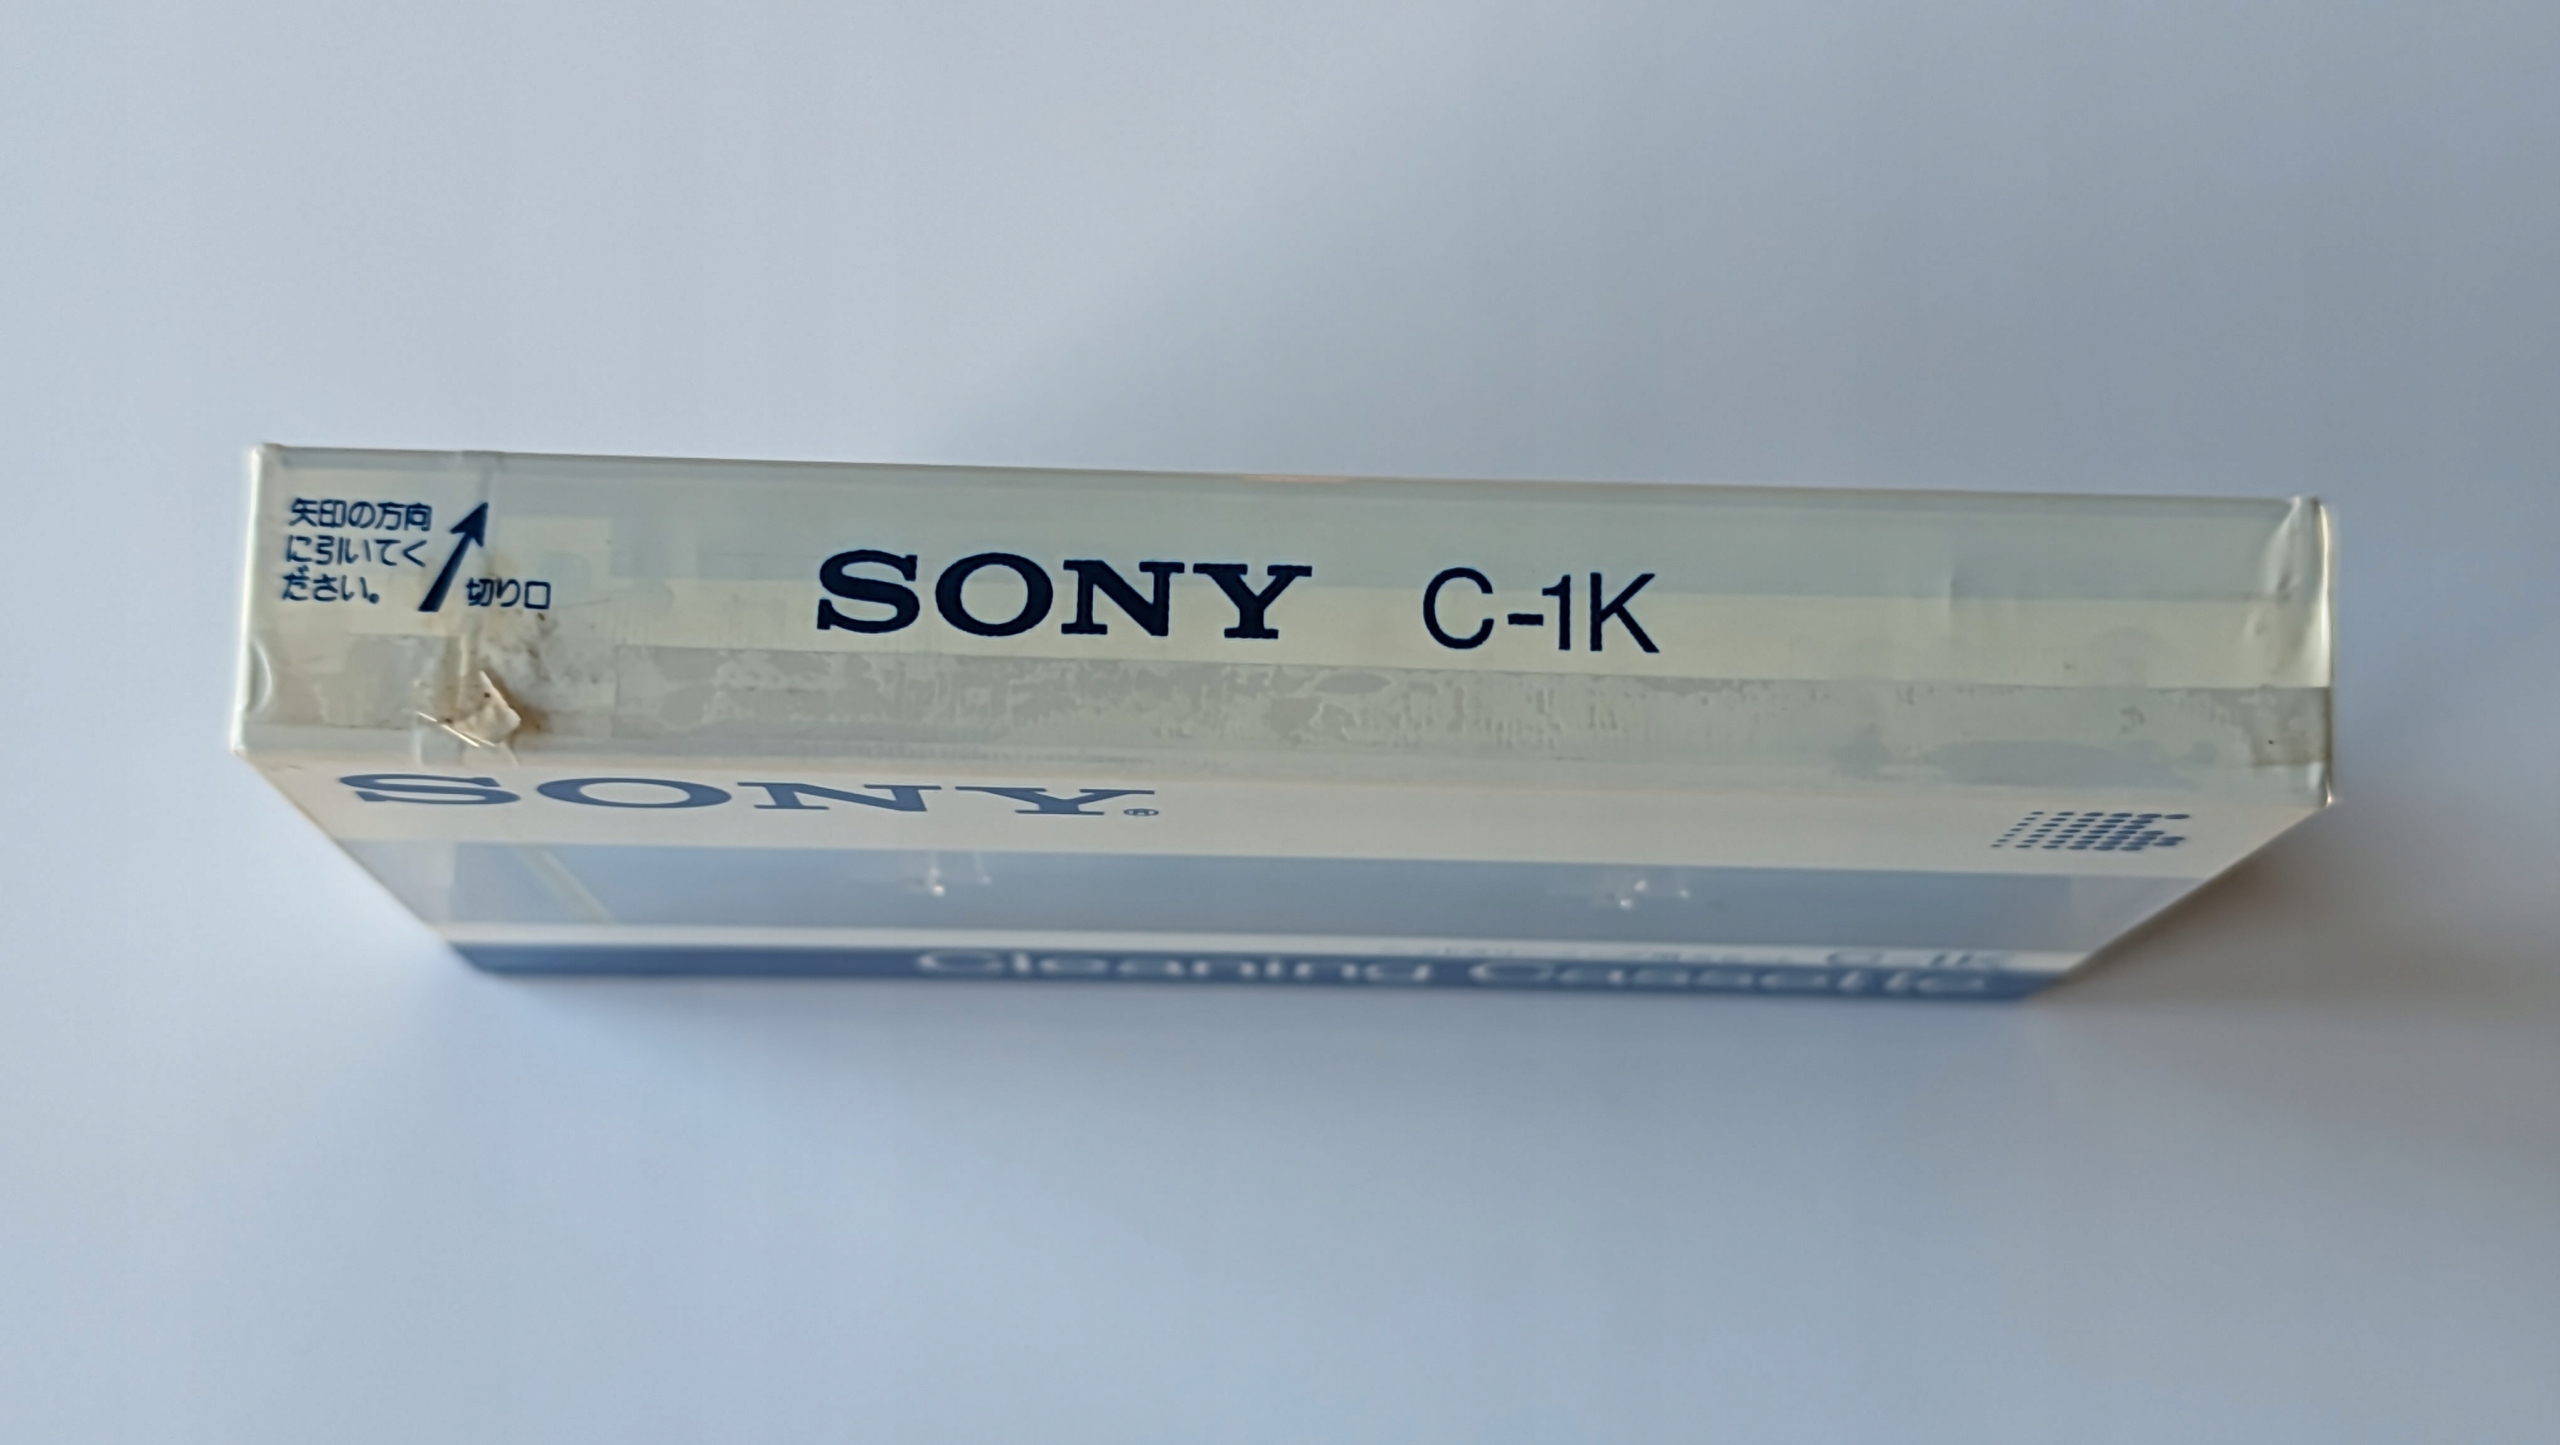 矢印の方向
に引いてく
ださい。
切り口
SONY C-1K
SONY®
C-1K
Cleaning Cassette